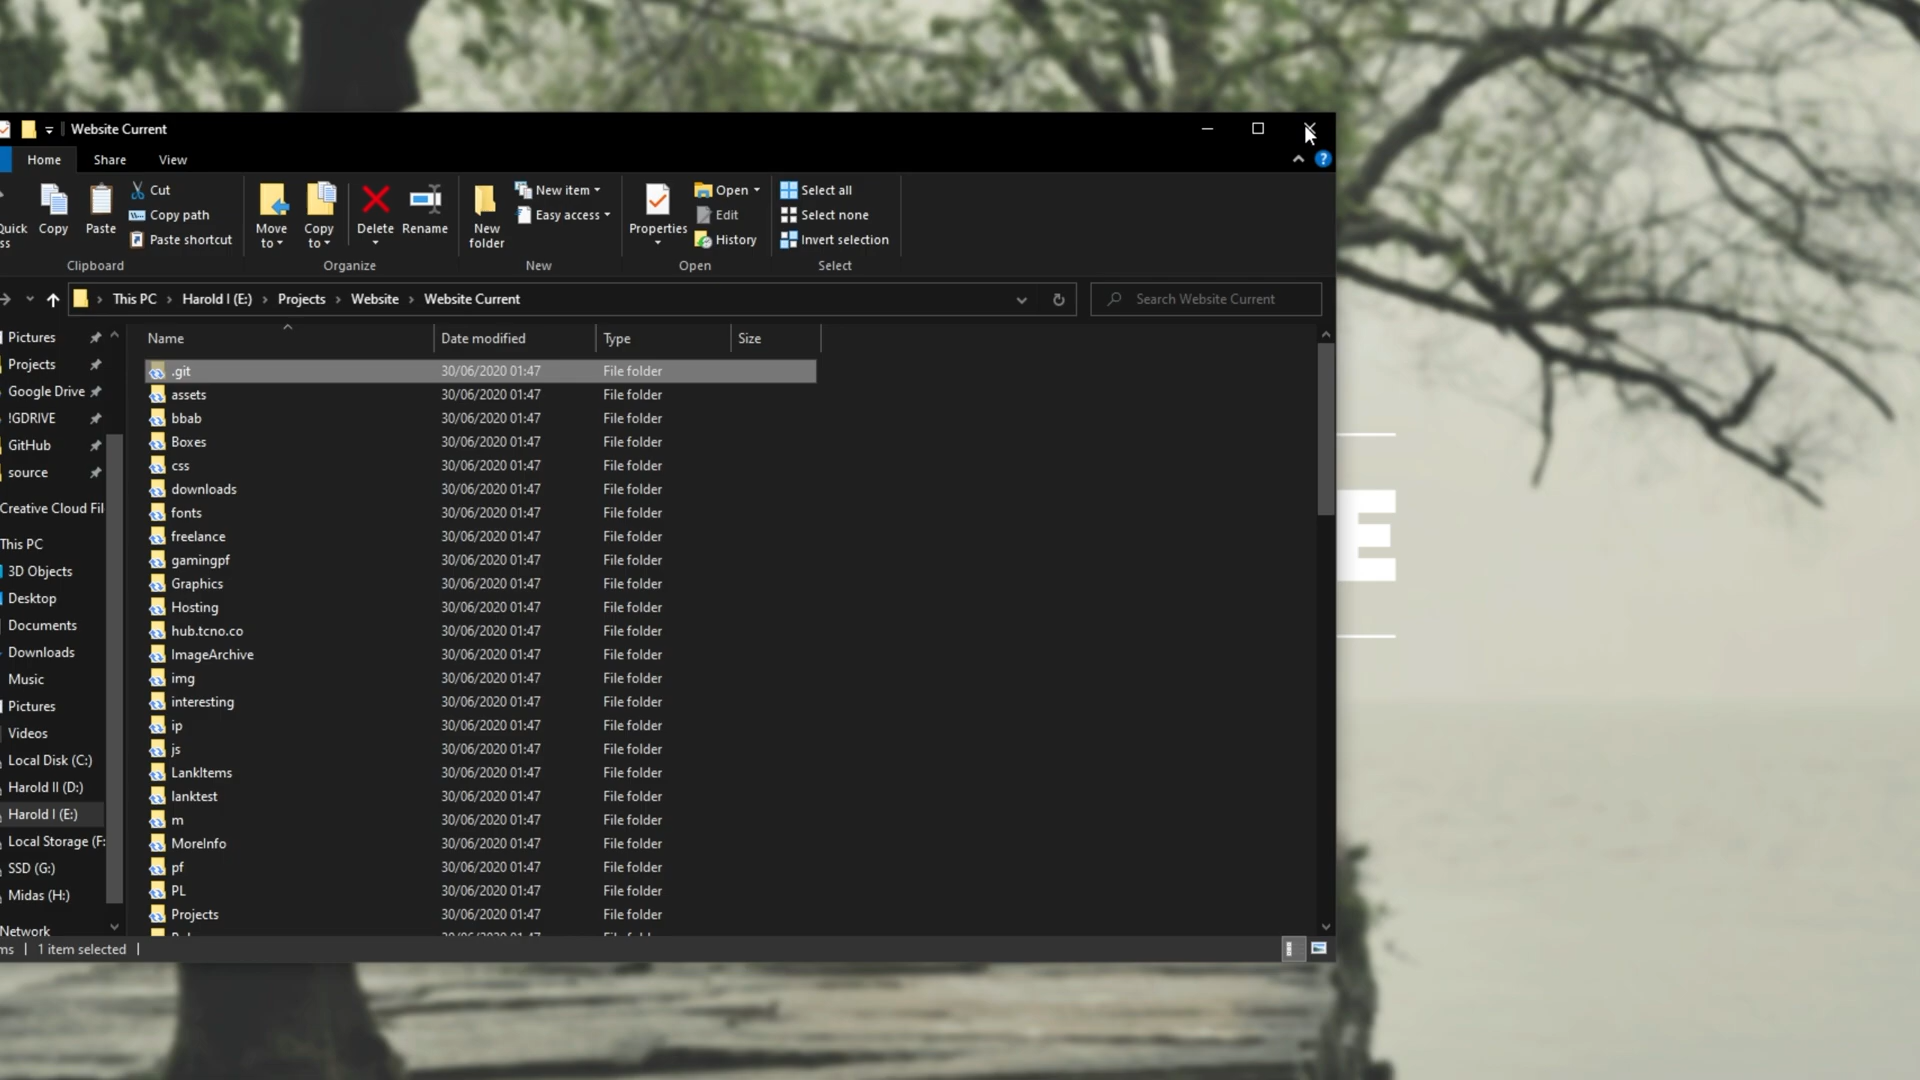 Website Current
Home Share View
Cut
Copy path
Paste shortcut
Copy Paste
Clipboard
Move to
Copy to
Delete
Rename
Organize
New folder
New item
Easy access
New
Properties
Open
Edit
History
Open
Select all
Select none
Invert selection
Select
This PC › Harold I (E:) › Projects › Website › Website Current
Search Website Current
Pictures
Projects
Google Drive
!GDRIVE
GitHub
source
Creative Cloud Fil
This PC
3D Objects
Desktop
Documents
Downloads
Music
Pictures
Videos
Local Disk (C:)
Harold II (D:)
Harold I (E:)
Local Storage (F:
SSD (G:)
Midas (H:)
Network
Name Date modified Type Size
.git 30/06/2020 01:47 File folder
assets 30/06/2020 01:47 File folder
bbab 30/06/2020 01:47 File folder
Boxes 30/06/2020 01:47 File folder
css 30/06/2020 01:47 File folder
downloads 30/06/2020 01:47 File folder
fonts 30/06/2020 01:47 File folder
freelance 30/06/2020 01:47 File folder
gamingpf 30/06/2020 01:47 File folder
Graphics 30/06/2020 01:47 File folder
Hosting 30/06/2020 01:47 File folder
hub.tcno.co 30/06/2020 01:47 File folder
ImageArchive 30/06/2020 01:47 File folder
img 30/06/2020 01:47 File folder
interesting 30/06/2020 01:47 File folder
ip 30/06/2020 01:47 File folder
js 30/06/2020 01:47 File folder
LankItems 30/06/2020 01:47 File folder
lanktest 30/06/2020 01:47 File folder
m 30/06/2020 01:47 File folder
MoreInfo 30/06/2020 01:47 File folder
pf 30/06/2020 01:47 File folder
PL 30/06/2020 01:47 File folder
Projects 30/06/2020 01:47 File folder
1 item selected
E